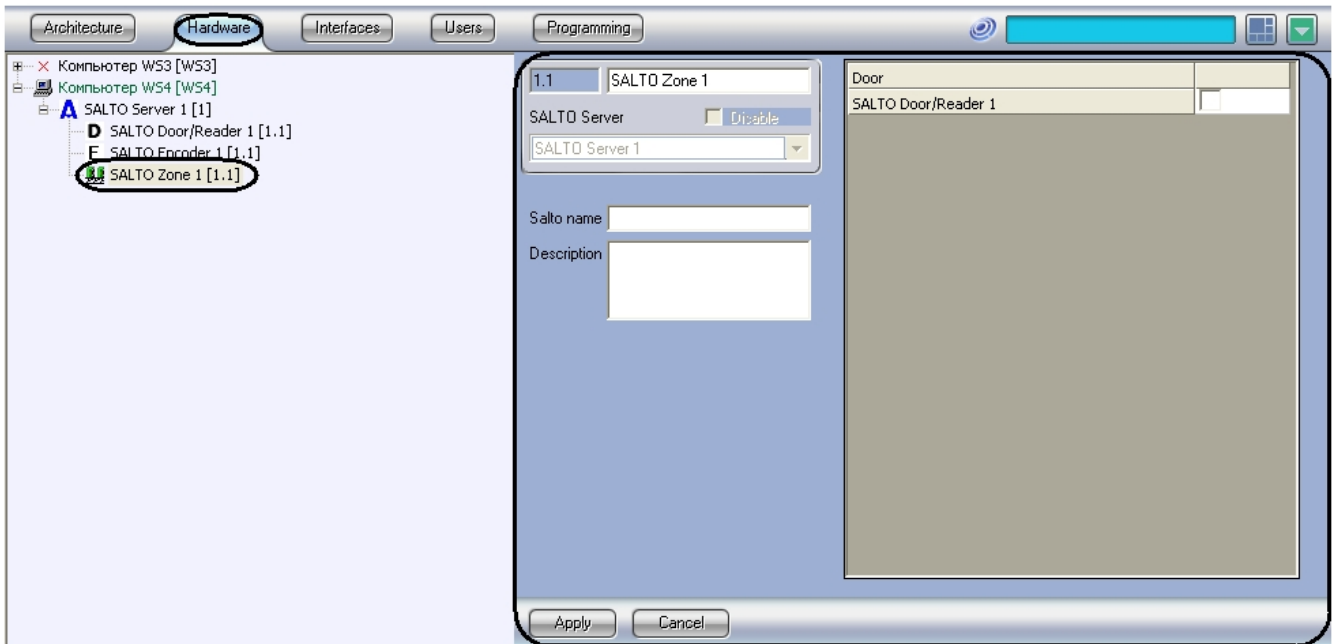 Architecture Hardware Interfaces Users Programming
Компьютер WS3 [WS3]
Компьютер WS4 [WS4]
SALTO Server 1 [1]
D SALTO Door/Reader 1 [1.1]
E SALTO Encoder 1 [1.1]
SALTO Zone 1 [1.1]
1.1 SALTO Zone 1
SALTO Server Disable
SALTO Server 1
Salto name
Description
Door
SALTO Door/Reader 1
Apply Cancel